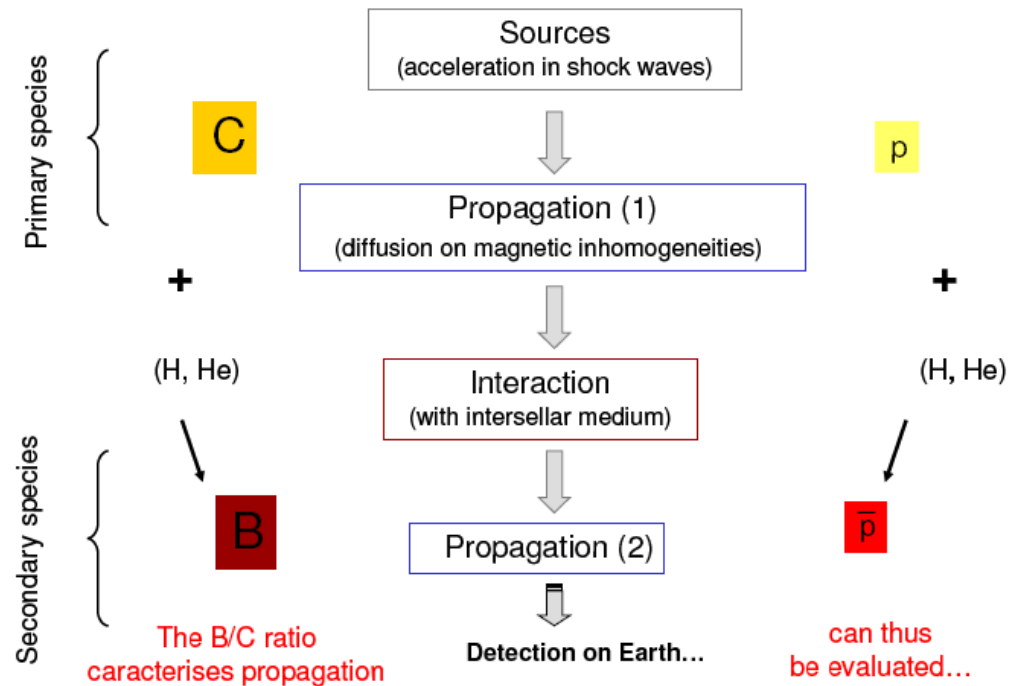 Sources
(acceleration in shock waves)
Primary species
C
p
Propagation (1)
(diffusion on magnetic inhomogeneities)
+
+
(H, He)
(H, He)
Interaction
(with intersellar medium)
Secondary species
B
p̅
Propagation (2)
The B/C ratio
caracterises propagation
Detection on Earth...
can thus
be evaluated...